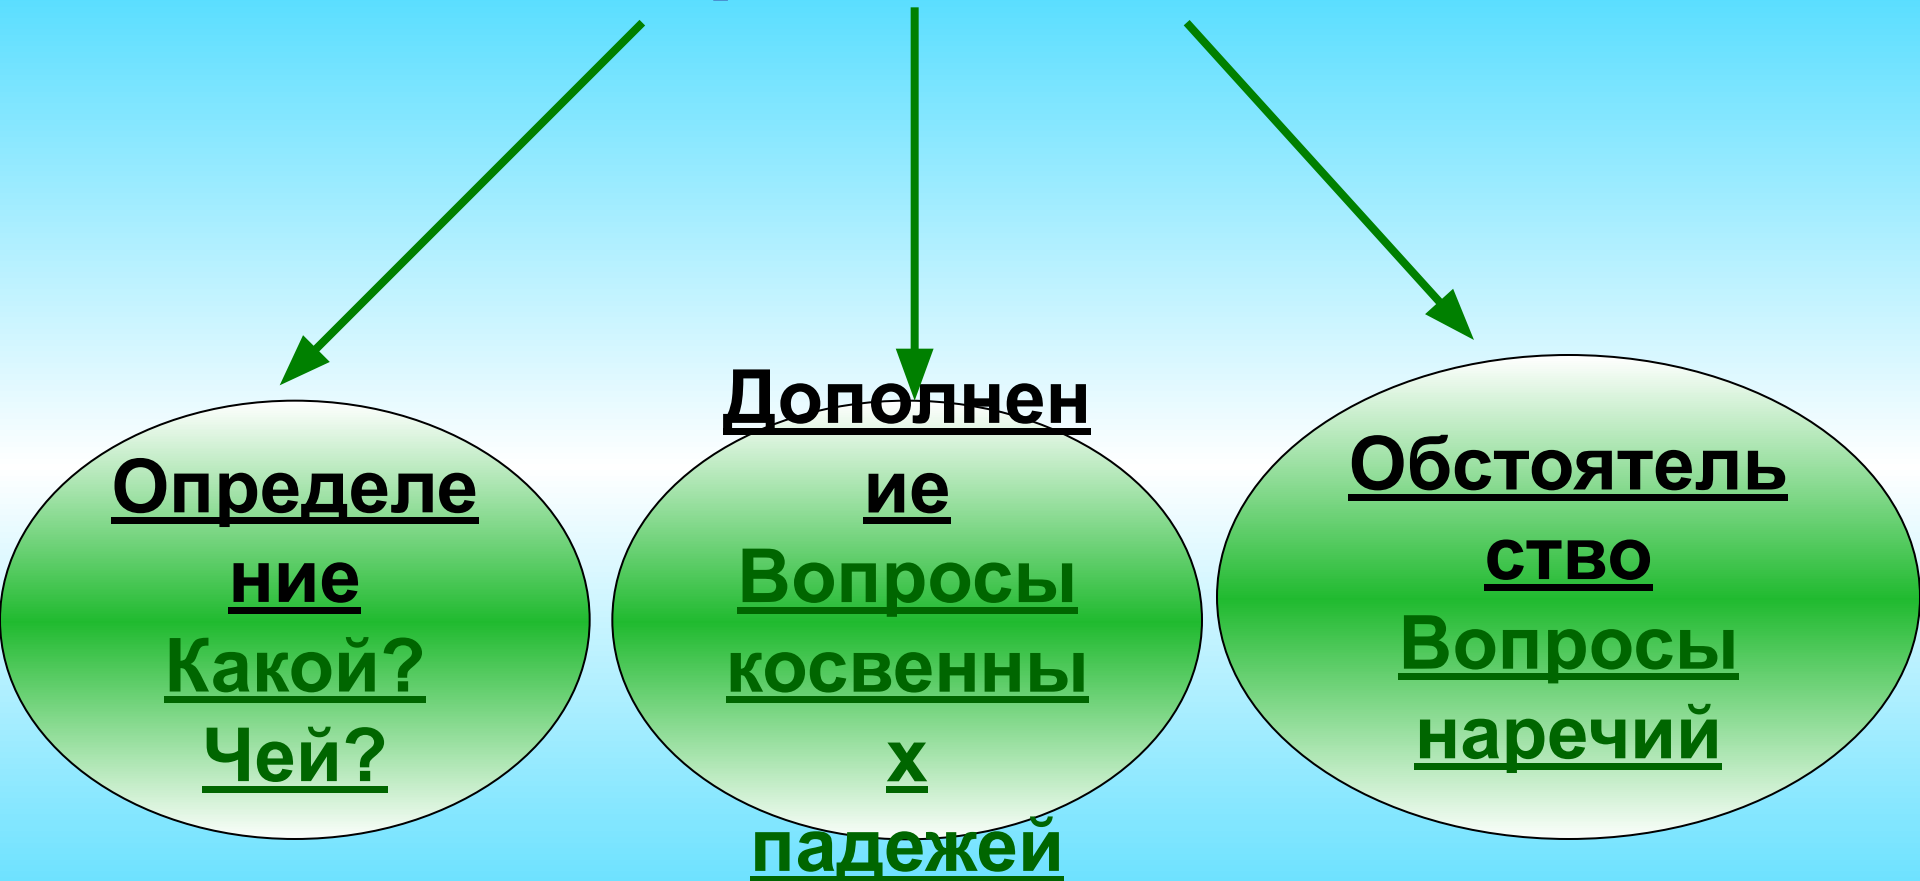 Определе
ние
Какой?
Чей?
Дополнен
ие
Вопросы
косвенны
х
падежей
Обстоятель
ство
Вопросы
наречий